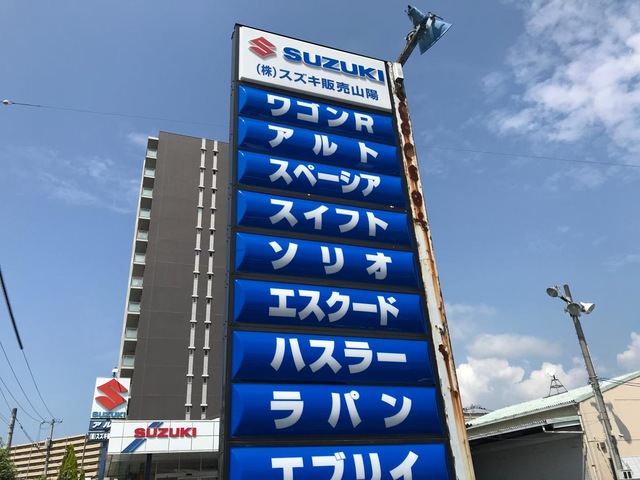 SUZUKI
(株)スズキ販売山陽
ワゴンR
アルト
スペーシア
スイフト
ソリオ
エスクード
ハスラー
ラパン
エブリイ
SUZUKI
SUZUKI